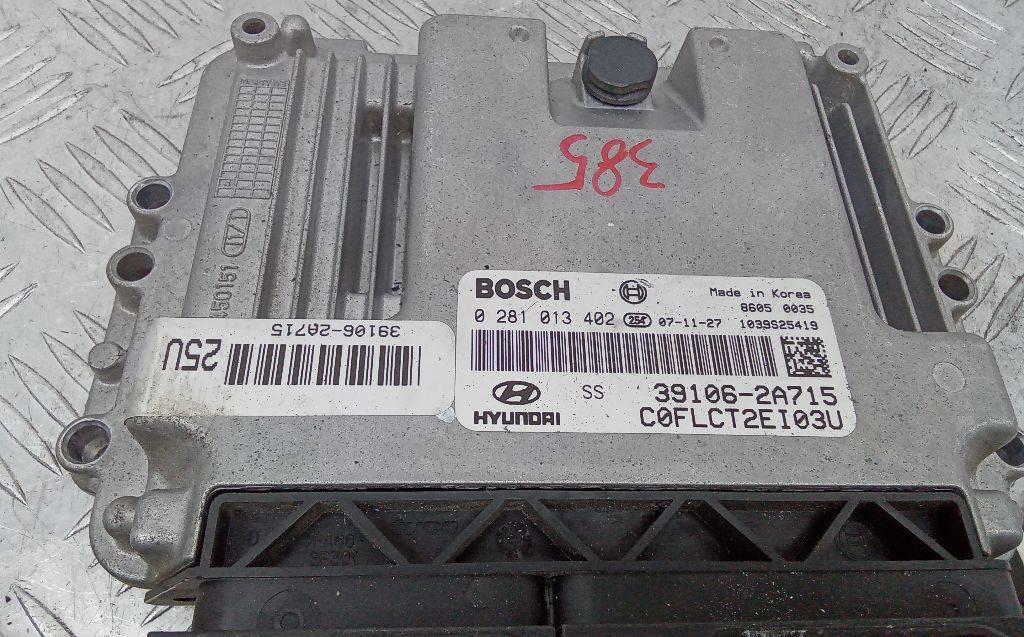 385
BOSCH
Made in Korea
8605 0035
0 281 013 402 254 07-11-27 1039S25419
SS 39106-2A715
HYUNDAI C0FLCT2EI03U
39106-2A715
25U
450151